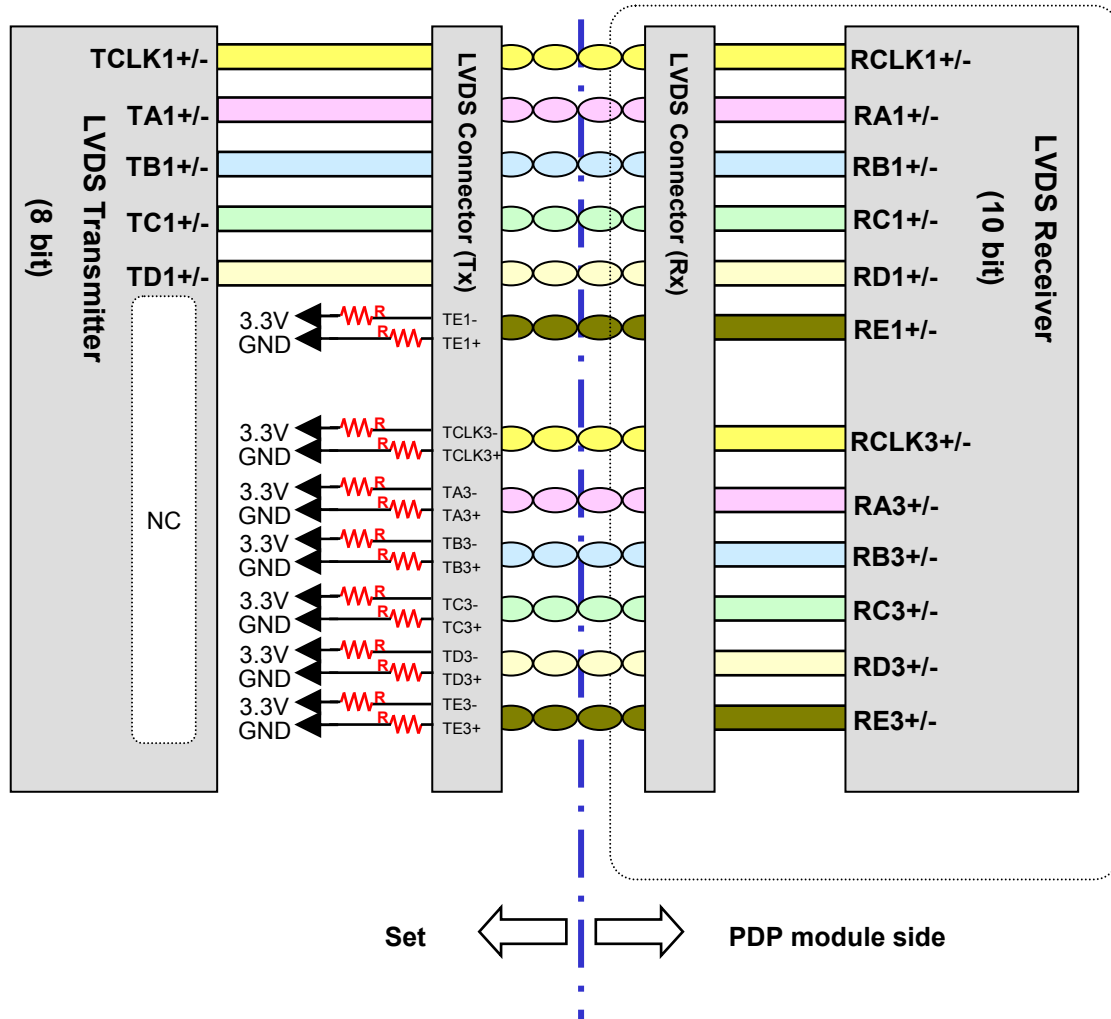 LVDS Transmitter
(8 bit)
TCLK1+/-
TA1+/-
TB1+/-
TC1+/-
TD1+/-
NC
3.3V
R
TE1-
GND
R
TE1+
3.3V
R
TCLK3-
GND
R
TCLK3+
3.3V
R
TA3-
GND
R
TA3+
3.3V
R
TB3-
GND
R
TB3+
3.3V
R
TC3-
GND
R
TC3+
3.3V
R
TD3-
GND
R
TD3+
3.3V
R
TE3-
GND
R
TE3+
LVDS Connector (Tx)
LVDS Connector (Rx)
RCLK1+/-
RA1+/-
RB1+/-
RC1+/-
RD1+/-
RE1+/-
RCLK3+/-
RA3+/-
RB3+/-
RC3+/-
RD3+/-
RE3+/-
LVDS Receiver
(10 bit)
Set
PDP module side